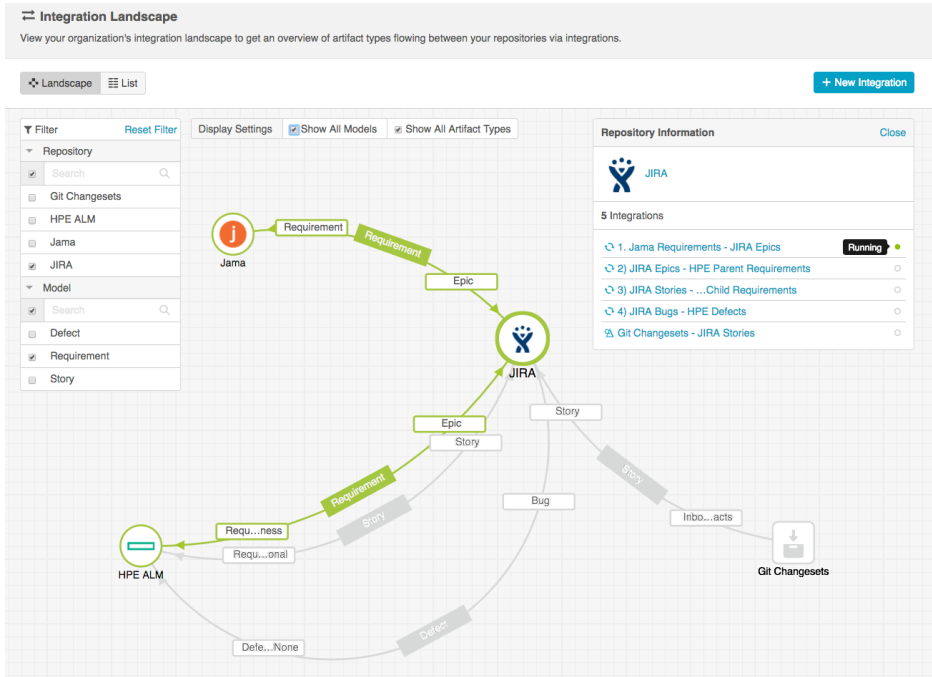 Integration Landscape
View your organization's integration landscape to get an overview of artifact types flowing between your repositories via integrations.
Landscape
List
+ New Integration
Filter
Reset Filter
Display Settings
Show All Models
Show All Artifact Types
Repository
Search
Git Changesets
HPE ALM
Jama
JIRA
Model
Search
Defect
Requirement
Story
Repository Information
Close
JIRA
5 Integrations
1. Jama Requirements - JIRA Epics
Running
2) JIRA Epics - HPE Parent Requirements
3) JIRA Stories - ...Child Requirements
4) JIRA Bugs - HPE Defects
Git Changesets - JIRA Stories
j
Jama
Requirement
Requirement
Epic
JIRA
Epic
Story
Story
Story
Requirement
Story
Bug
Inbo...acts
Requ...ness
Requ...onal
HPE ALM
Git Changesets
Defect
Defe...None